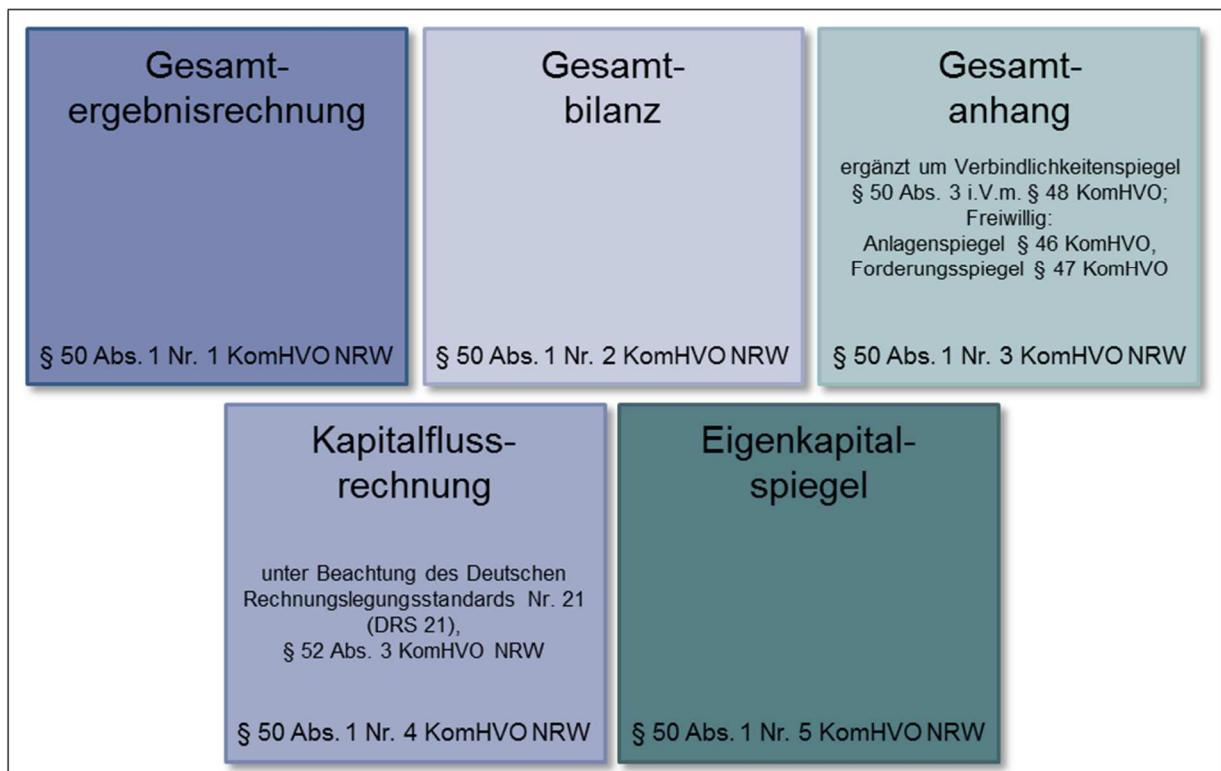 Gesamt-
ergebnisrechnung
§ 50 Abs. 1 Nr. 1 KomHVO NRW
Gesamt-
bilanz
§ 50 Abs. 1 Nr. 2 KomHVO NRW
Gesamt-
anhang
ergänzt um Verbindlichkeitenspiegel
§ 50 Abs. 3 i.V.m. § 48 KomHVO;
Freiwillig:
Anlagenspiegel § 46 KomHVO,
Forderungsspiegel § 47 KomHVO
§ 50 Abs. 1 Nr. 3 KomHVO NRW
Kapitalfluss-
rechnung
unter Beachtung des Deutschen
Rechnungslegungsstandards Nr. 21
(DRS 21),
§ 52 Abs. 3 KomHVO NRW
§ 50 Abs. 1 Nr. 4 KomHVO NRW
Eigenkapital-
spiegel
§ 50 Abs. 1 Nr. 5 KomHVO NRW